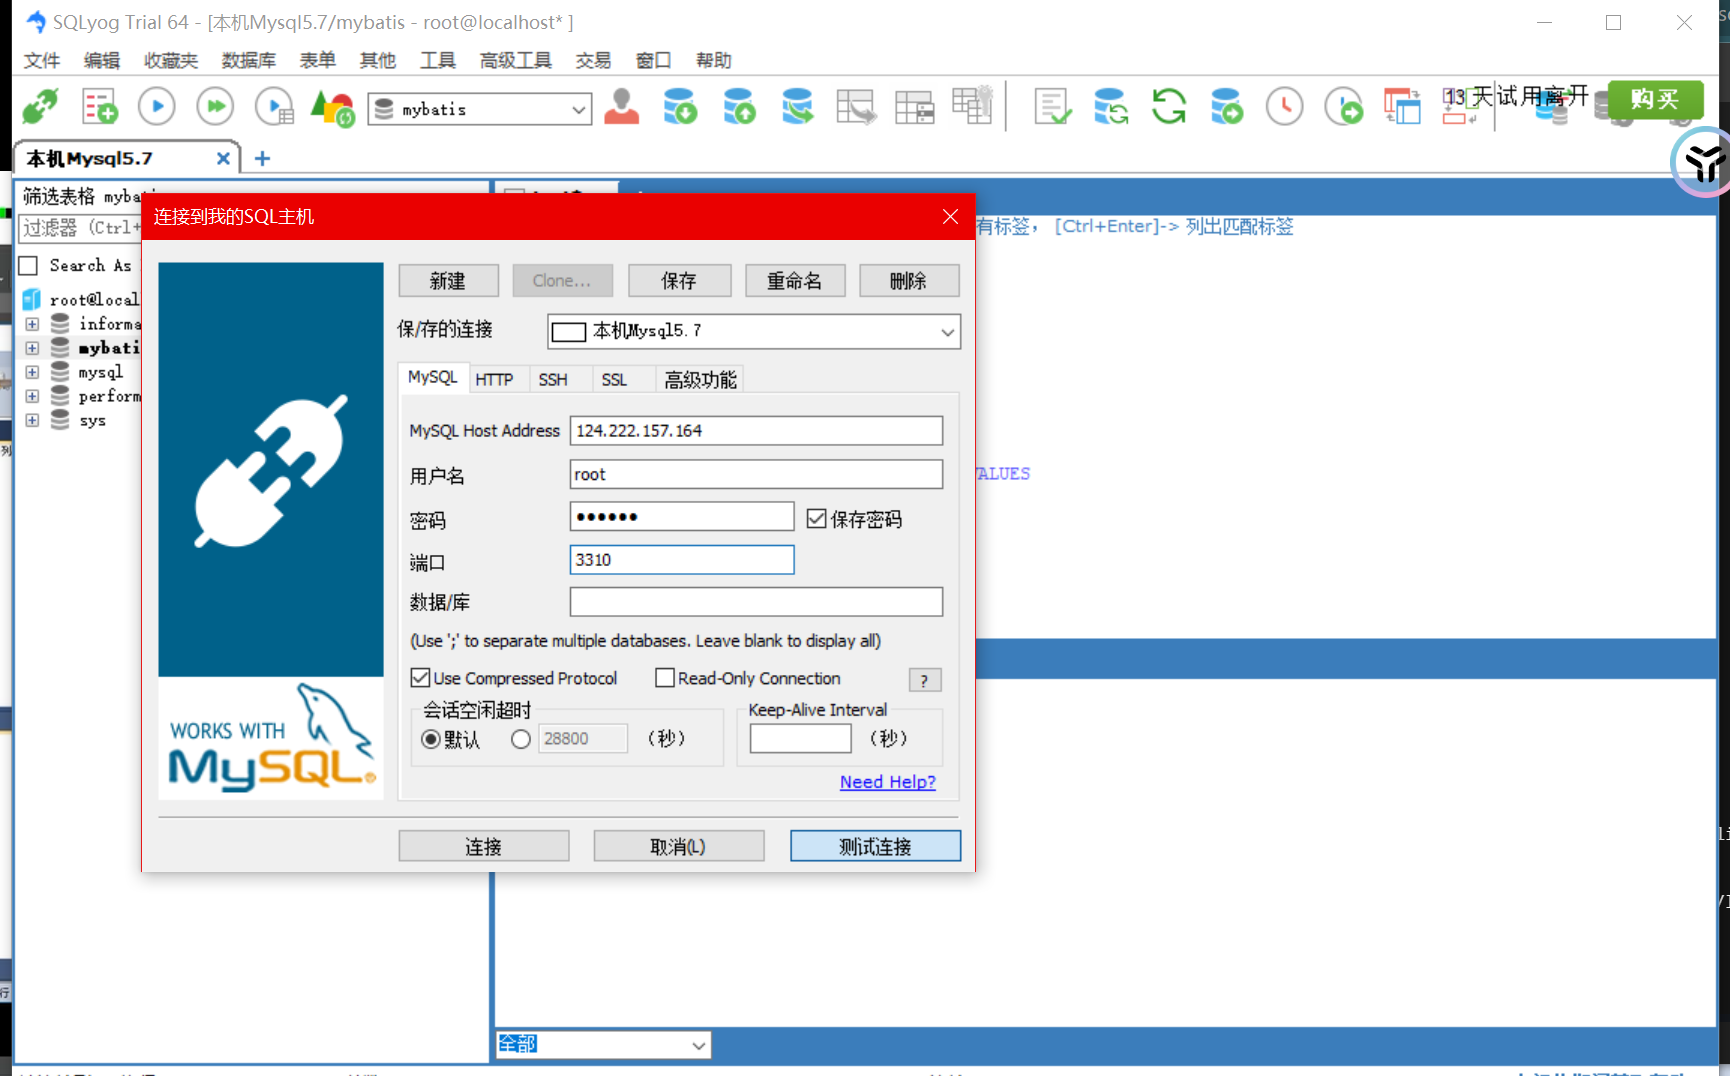 SQLyog Trial 64 - [本机Mysql5.7/mybatis - root@localhost* ]
文件 编辑 收藏夹 数据库 表单 其他 工具 高级工具 交易 窗口 帮助
mybatis
13 天试用离开
购买
本机Mysql5.7
筛选表格 myba
过滤器 (Ctrl+
Search As
root@local
informa
mybati
mysql
perform
sys
有标签， [Ctrl+Enter]-> 列出匹配标签
VALUES
连接到我的SQL主机
新建 Clone... 保存 重命名 删除
保/存的连接 本机Mysql5.7
MySQL HTTP SSH SSL 高级功能
MySQL Host Address 124.222.157.164
用户名 root
密码 •••••• 保存密码
端口 3310
数据/库
(Use ';' to separate multiple databases. Leave blank to display all)
Use Compressed Protocol Read-Only Connection ?
会话空闲超时 Keep-Alive Interval
默认 28800 (秒) (秒)
Need Help?
WORKS WITH
MySQL
连接 取消(L) 测试连接
全部